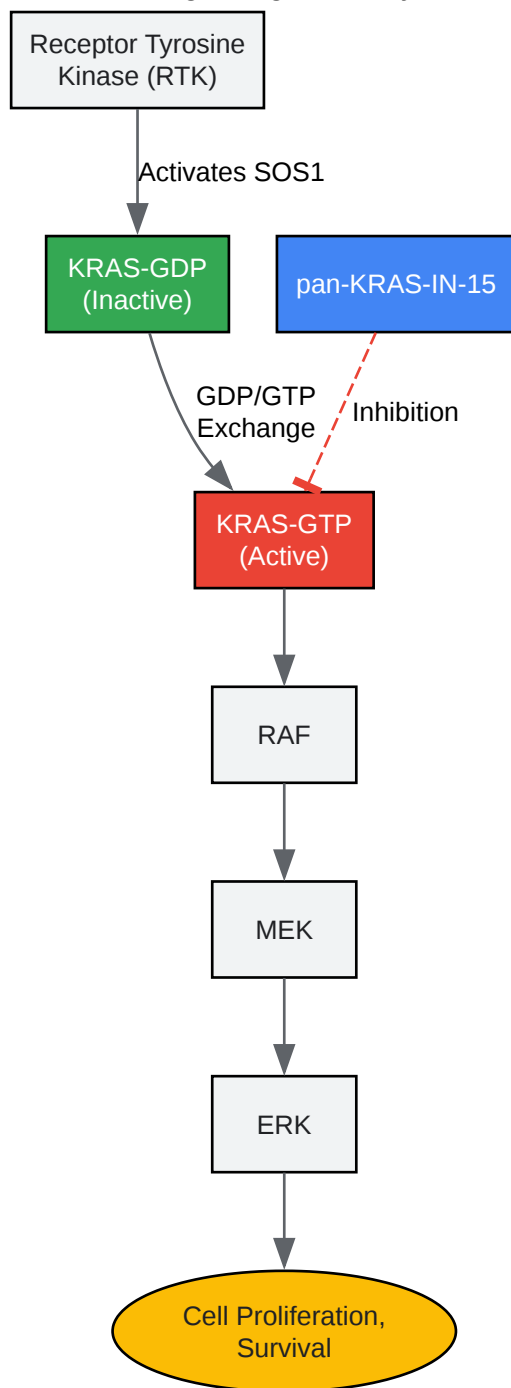 Receptor Tyrosine
Kinase (RTK)
Activates SOS1
KRAS-GDP
(Inactive)
pan-KRAS-IN-15
GDP/GTP
Exchange
Inhibition
KRAS-GTP
(Active)
RAF
MEK
ERK
Cell Proliferation,
Survival